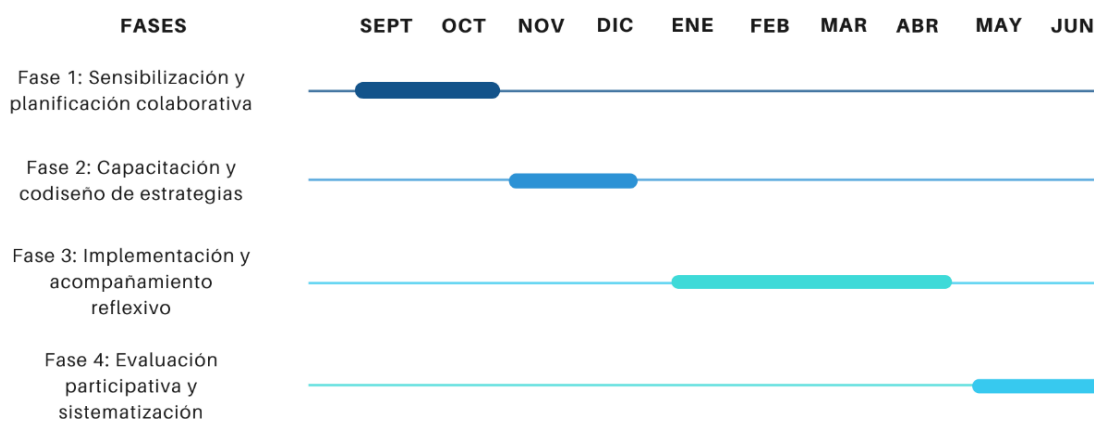 FASES SEPT OCT NOV DIC ENE FEB MAR ABR MAY JUN
Fase 1: Sensibilización y
planificación colaborativa
Fase 2: Capacitación y
codiseño de estrategias
Fase 3: Implementación y
acompañamiento
reflexivo
Fase 4: Evaluación
participativa y
sistematización